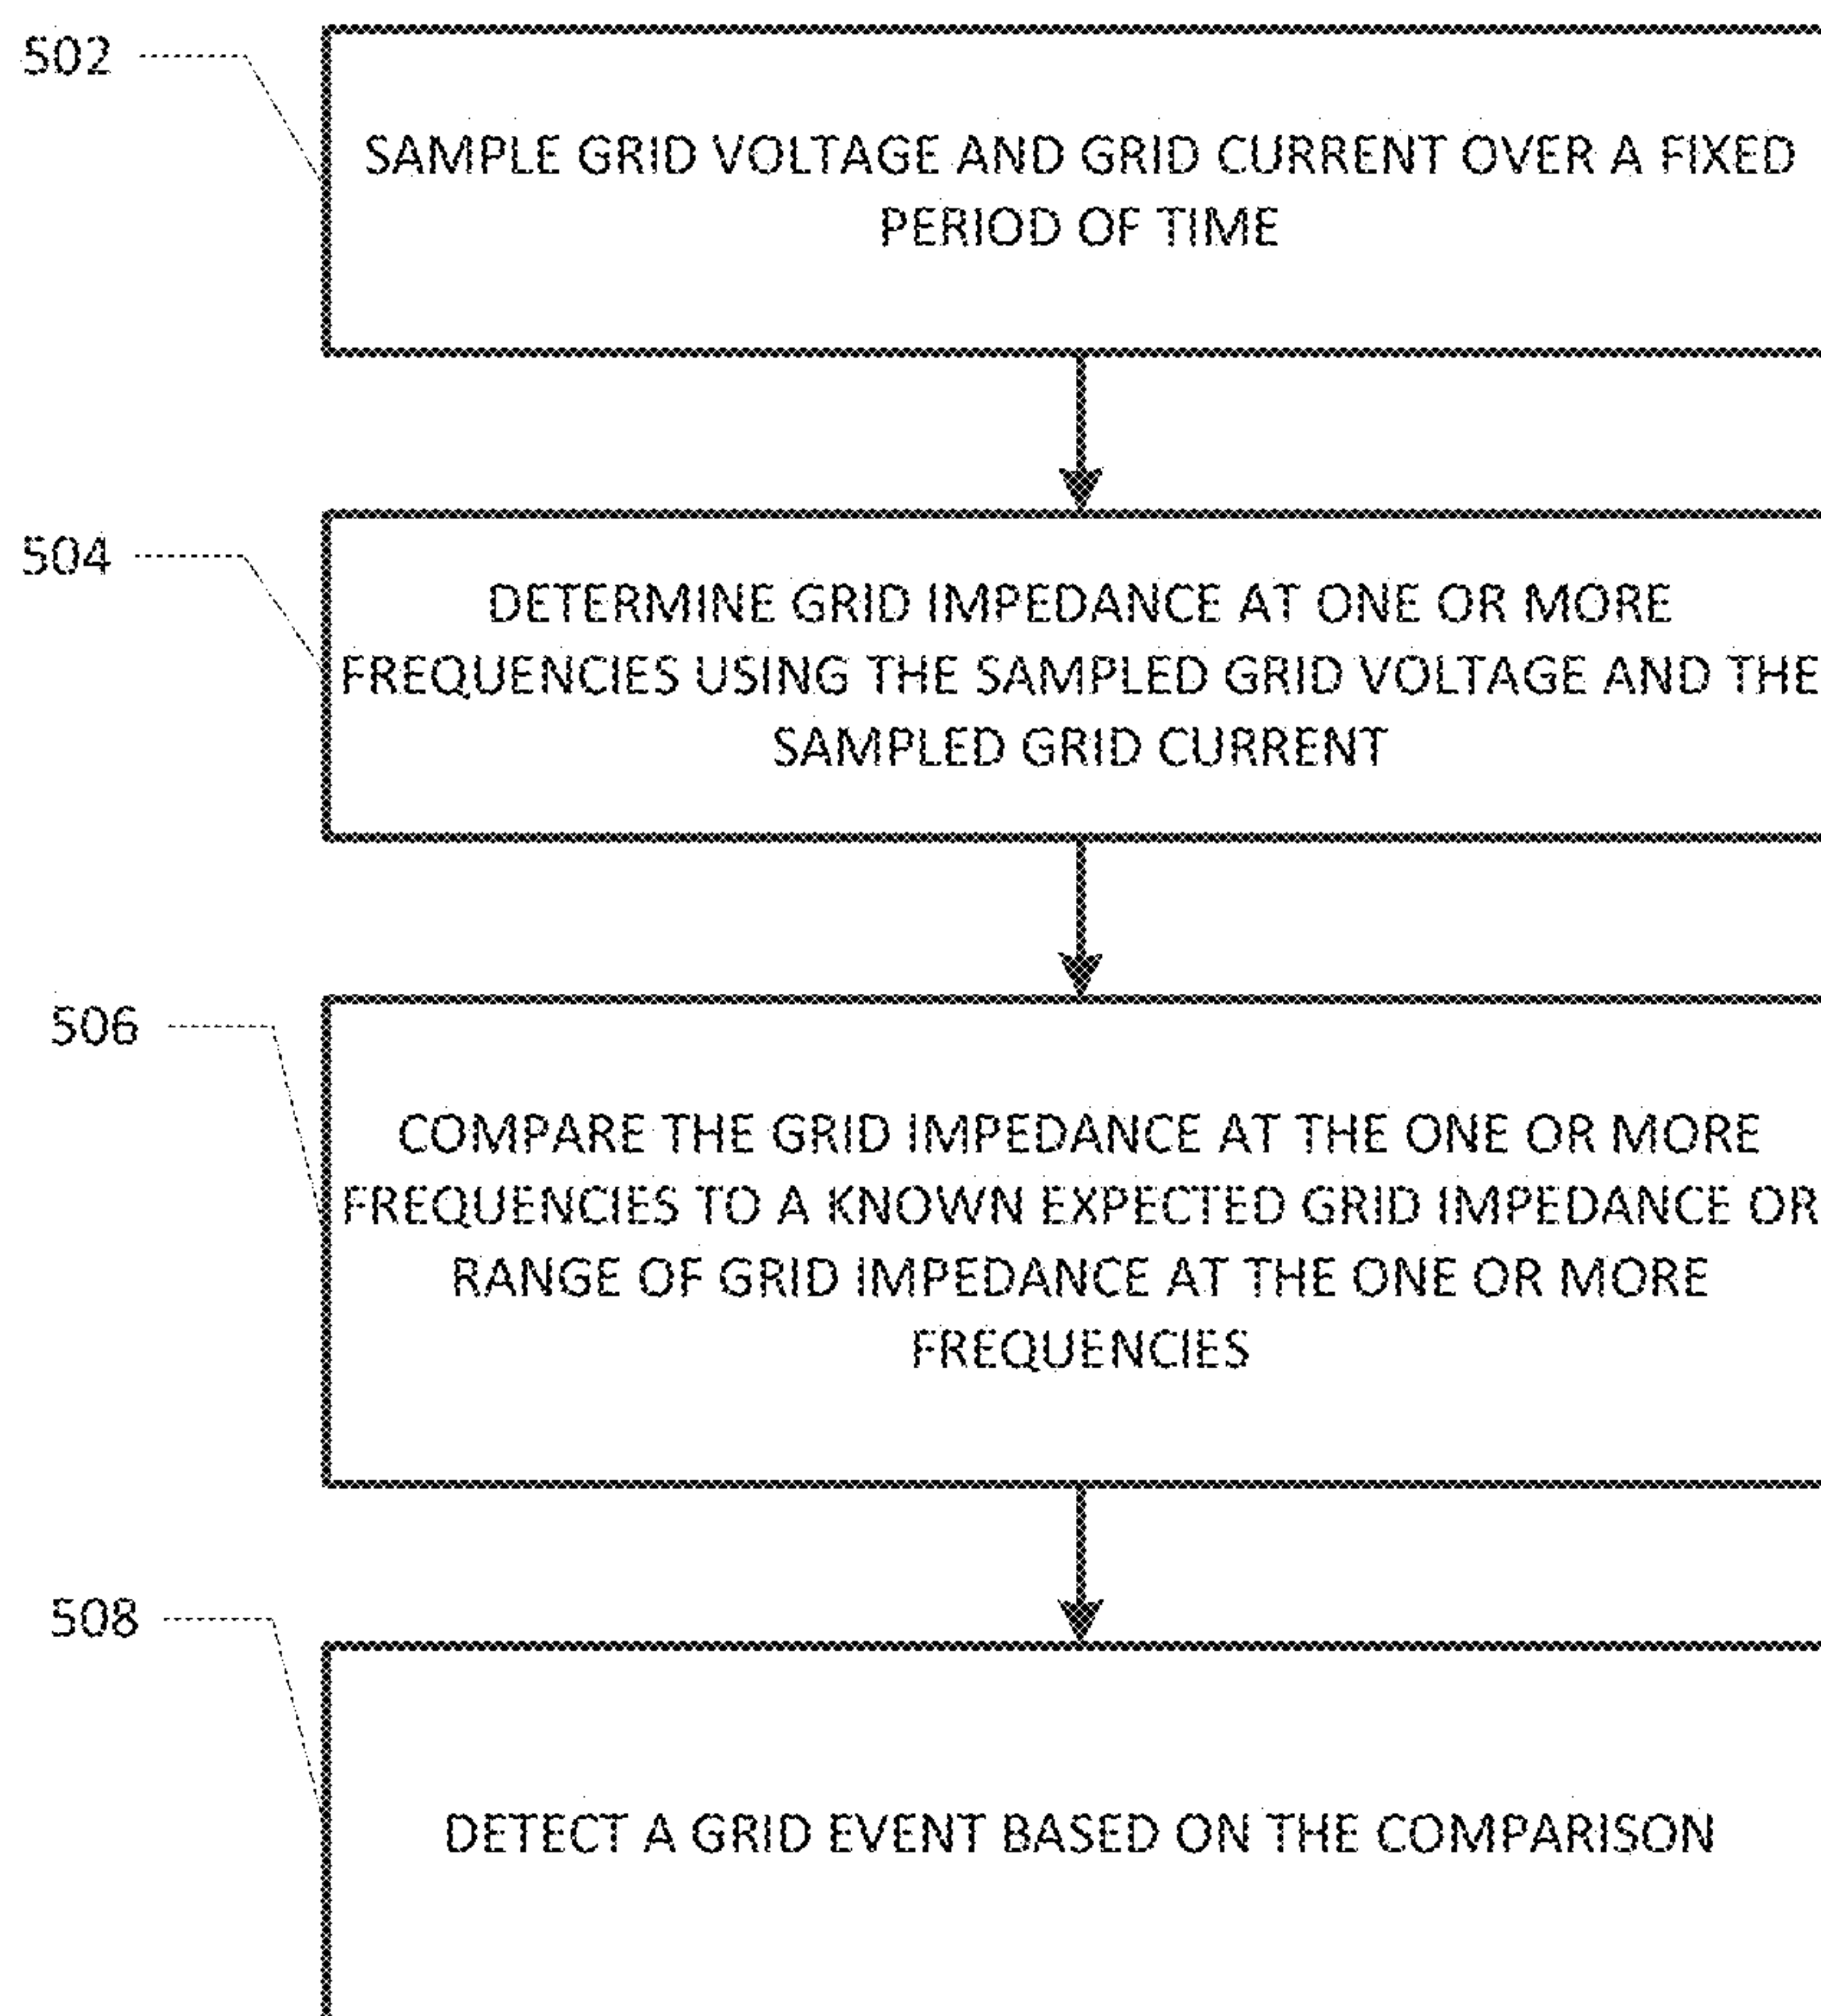 502
SAMPLE GRID VOLTAGE AND GRID CURRENT OVER A FIXED
PERIOD OF TIME
504
DETERMINE GRID IMPEDANCE AT ONE OR MORE
FREQUENCIES USING THE SAMPLED GRID VOLTAGE AND THE
SAMPLED GRID CURRENT
506
COMPARE THE GRID IMPEDANCE AT THE ONE OR MORE
FREQUENCIES TO A KNOWN EXPECTED GRID IMPEDANCE OR
RANGE OF GRID IMPEDANCE AT THE ONE OR MORE
FREQUENCIES
508
DETECT A GRID EVENT BASED ON THE COMPARISON